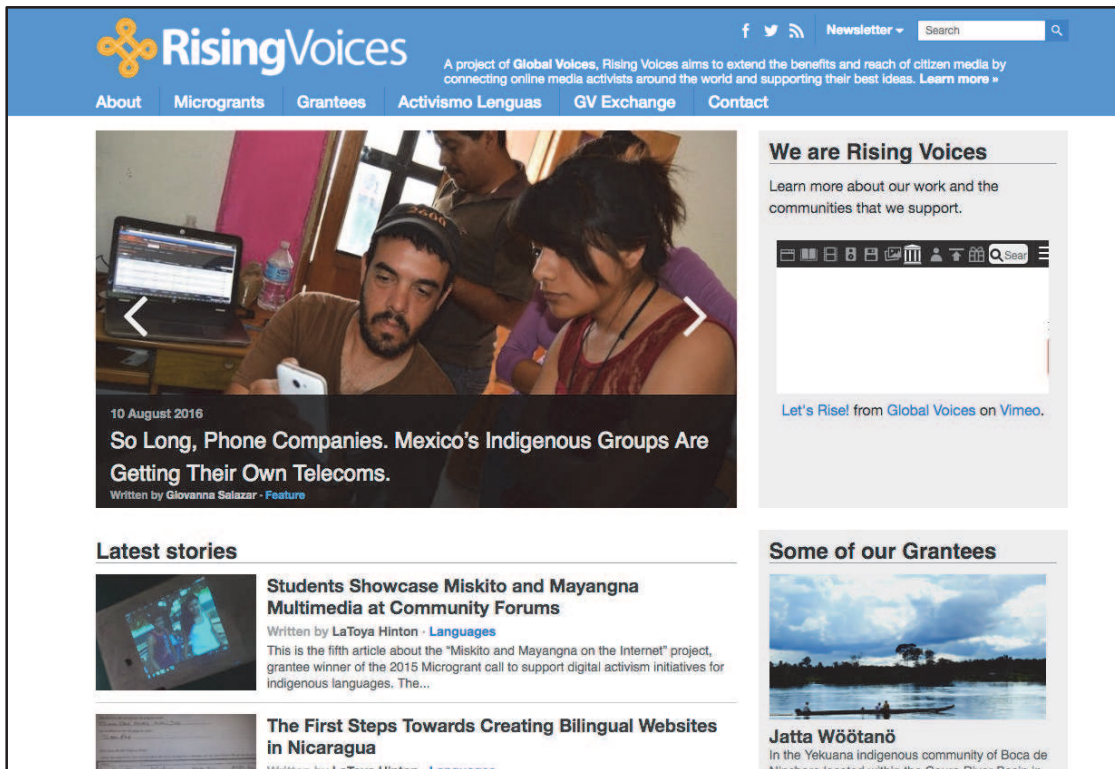 RisingVoices
Newsletter
Search
A project of Global Voices, Rising Voices aims to extend the benefits and reach of citizen media by
connecting online media activists around the world and supporting their best ideas. Learn more »
About Microgrants Grantees Activismo Lenguas GV Exchange Contact
2600
10 August 2016
So Long, Phone Companies. Mexico's Indigenous Groups Are
Getting Their Own Telecoms.
Written by Giovanna Salazar · Feature
We are Rising Voices
Learn more about our work and the
communities that we support.
Sear
Let's Rise! from Global Voices on Vimeo.
Latest stories
Students Showcase Miskito and Mayangna
Multimedia at Community Forums
Written by LaToya Hinton · Languages
This is the fifth article about the "Miskito and Mayangna on the Internet" project,
grantee winner of the 2015 Microgrant call to support digital activism initiatives for
indigenous languages. The...
The First Steps Towards Creating Bilingual Websites
in Nicaragua
Written by LaToya Hinton · Languages
Some of our Grantees
Jatta Wöötanö
In the Yekuana indigenous community of Boca de